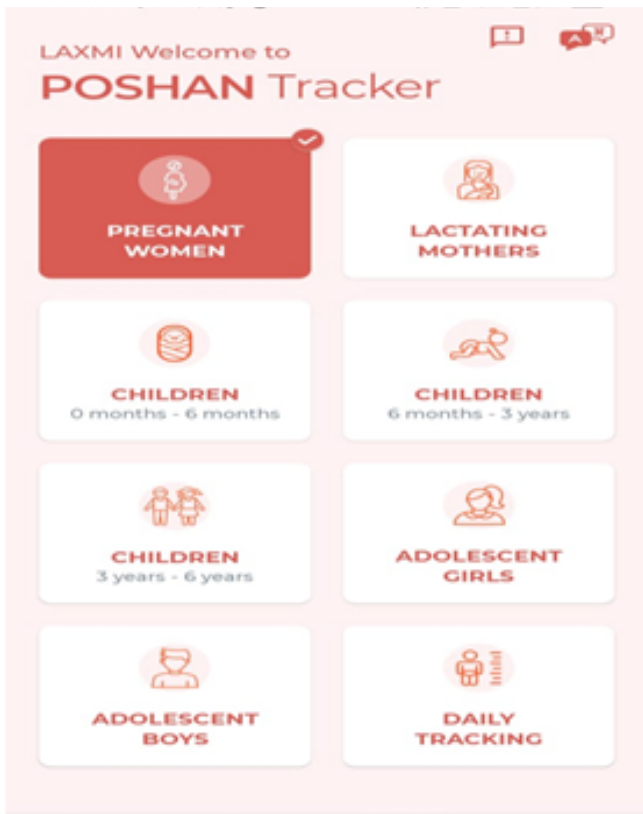 LAXMI Welcome to
POSHAN Tracker
PREGNANT
WOMEN
LACTATING
MOTHERS
CHILDREN
0 months - 6 months
CHILDREN
6 months - 3 years
CHILDREN
3 years - 6 years
ADOLESCENT
GIRLS
ADOLESCENT
BOYS
DAILY
TRACKING